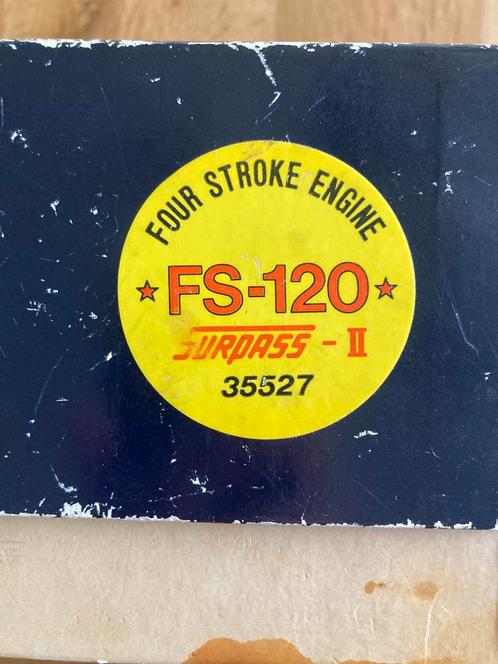 FOUR STROKE ENGINE
★ FS-120 ★
SURPASS - II
35527